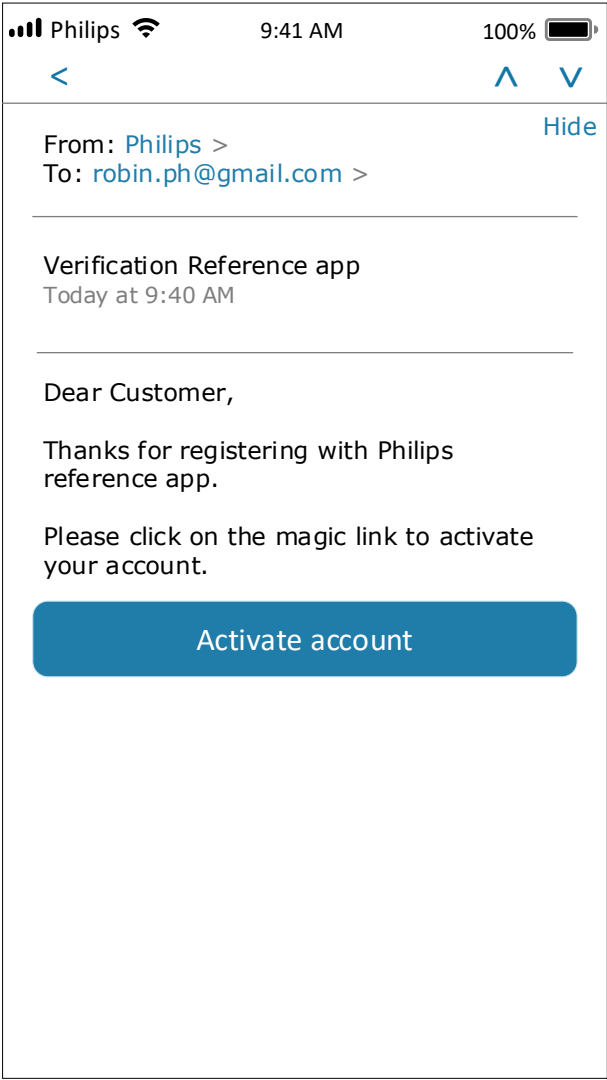 Philips 9:41 AM 100%
<
Hide
From: Philips >
To: robin.ph@gmail.com >
Verification Reference app
Today at 9:40 AM
Dear Customer,
Thanks for registering with Philips
reference app.
Please click on the magic link to activate
your account.
Activate account